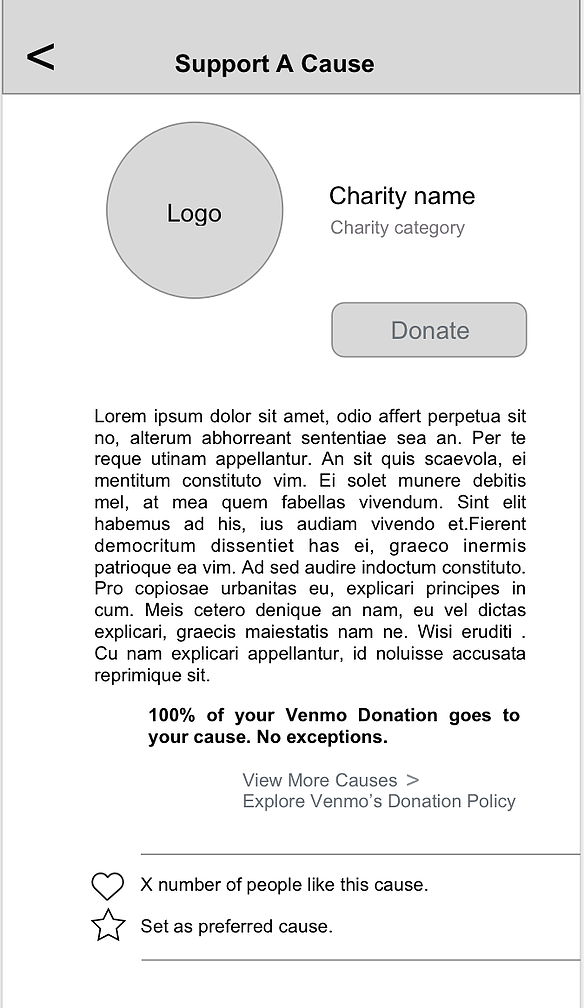 < Support A Cause
Logo
Charity name
Charity category
Donate
Lorem ipsum dolor sit amet, odio affert perpetua sit
no, alterum abhorreant sententiae sea an. Per te
reque utinam appellantur. An sit quis scaevola, ei
mentitum constituto vim. Ei solet munere debitis
mel, at mea quem fabellas vivendum. Sint elit
habemus ad his, ius audiam vivendo et.Fierent
democritum dissentiet has ei, graeco inermis
patrioque ea vim. Ad sed audire indoctum constituto.
Pro copiosae urbanitas eu, explicari principes in
cum. Meis cetero denique an nam, eu vel dictas
explicari, graecis maiestatis nam ne. Wisi eruditi .
Cu nam explicari appellantur, id noluisse accusata
reprimique sit.
100% of your Venmo Donation goes to
your cause. No exceptions.
View More Causes >
Explore Venmo’s Donation Policy
X number of people like this cause.
Set as preferred cause.